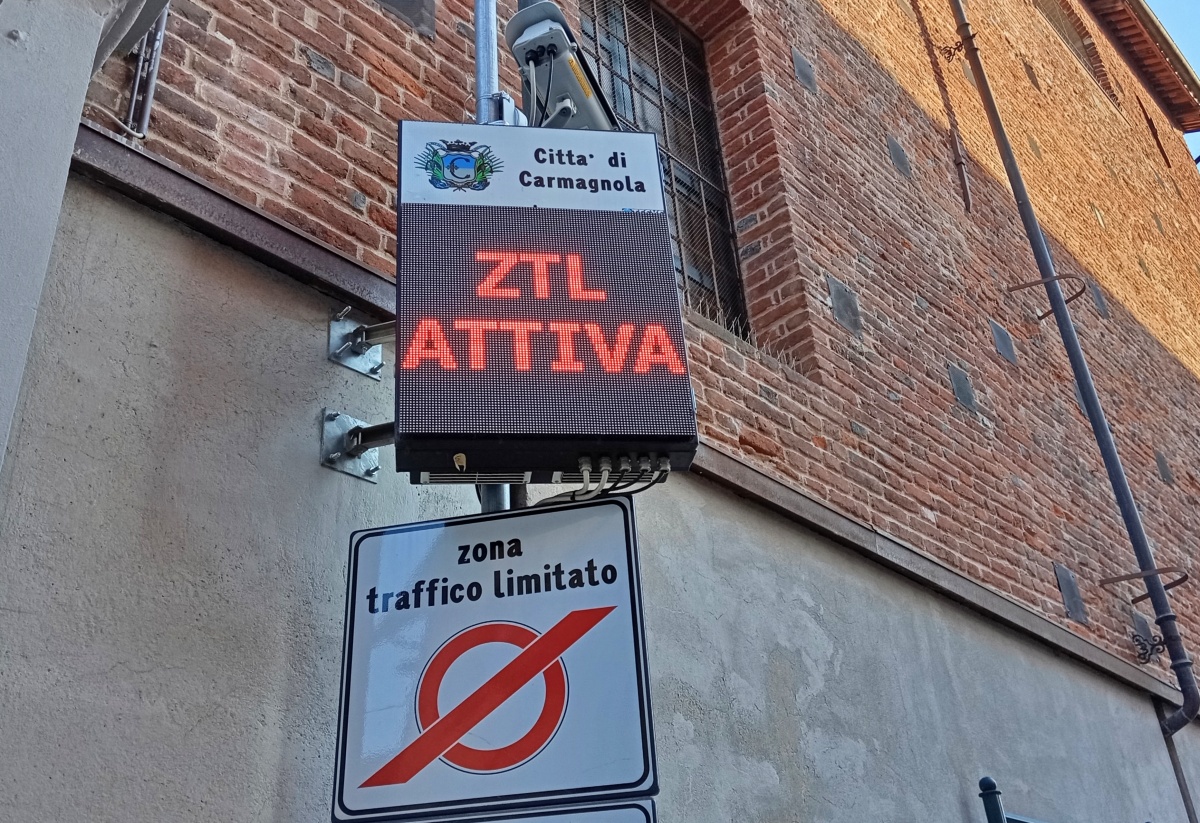 Citta' di
Carmagnola
ZTL
ATTIVA
zona
traffico limitato